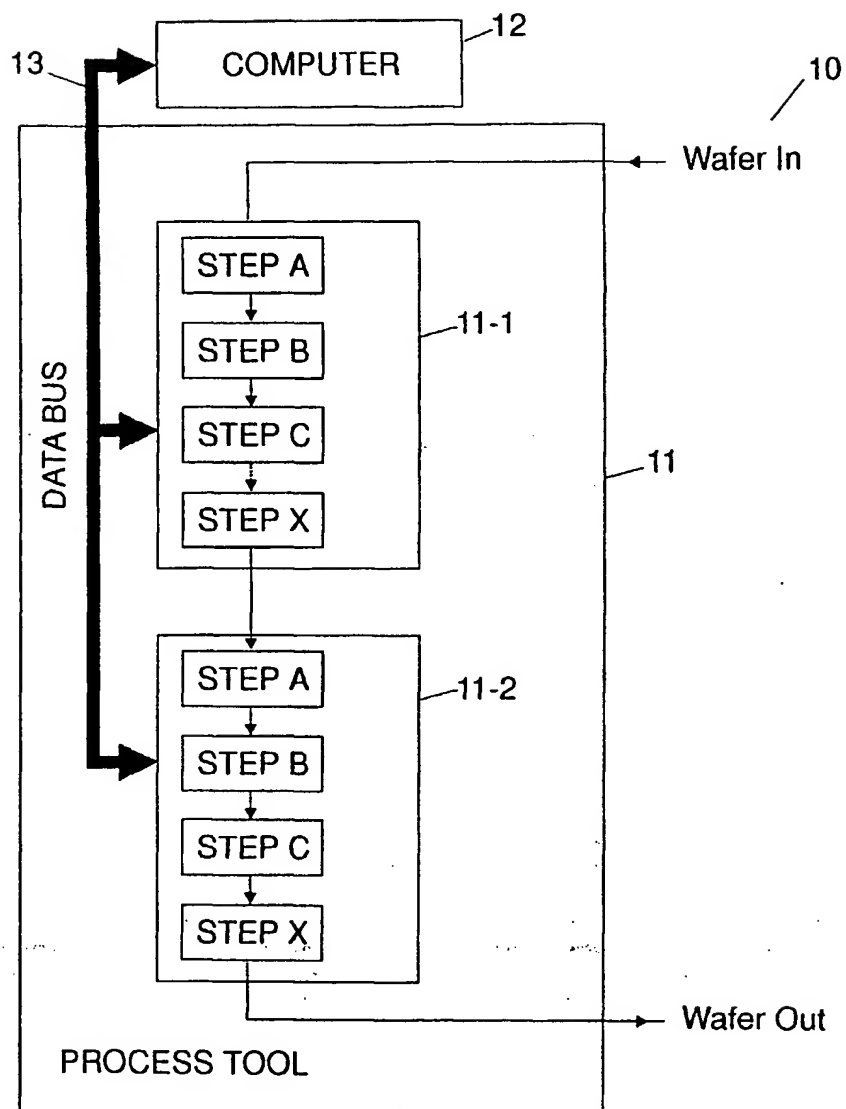 12
13
COMPUTER
10
Wafer In
STEP A
11-1
STEP B
STEP C
11
STEP X
DATA BUS
STEP A
11-2
STEP B
STEP C
STEP X
Wafer Out
PROCESS TOOL